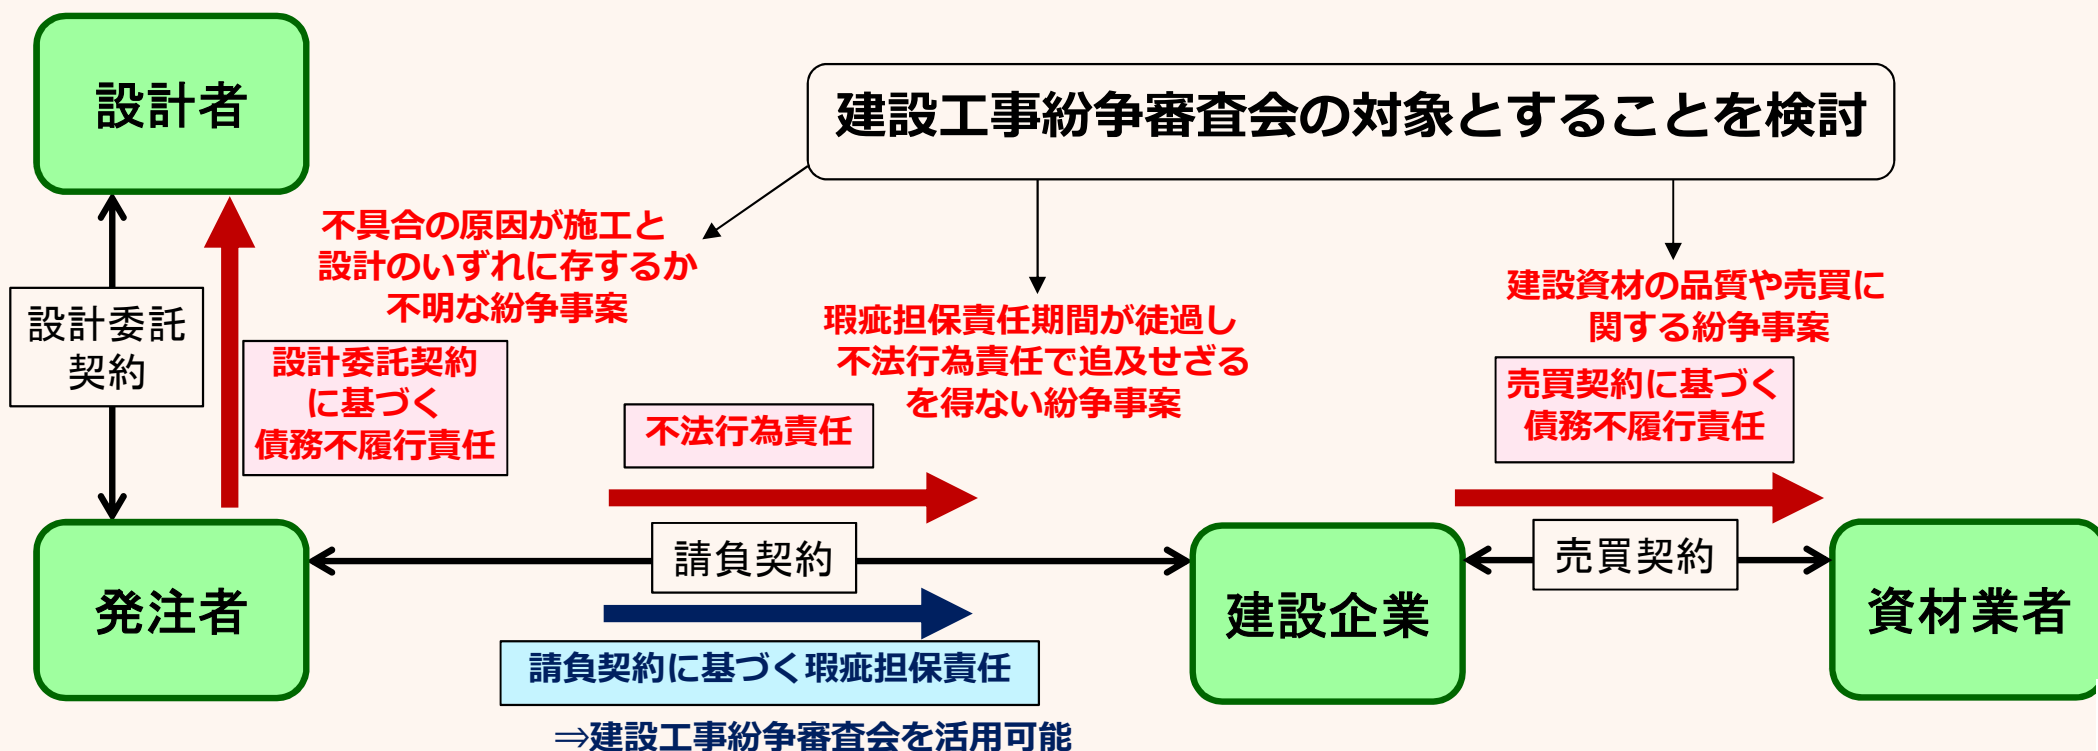 設計者
建設工事紛争審査会の対象とすることを検討
不具合の原因が施工と
設計のいずれに存するか
不明な紛争事案
瑕疵担保責任期間が徒過し
不法行為責任で追及せざる
を得ない紛争事案
建設資材の品質や売買に
関する紛争事案
設計委託
契約
設計委託契約
に基づく
債務不履行責任
不法行為責任
売買契約に基づく
債務不履行責任
発注者
請負契約
建設企業
売買契約
資材業者
請負契約に基づく瑕疵担保責任
⇒建設工事紛争審査会を活用可能